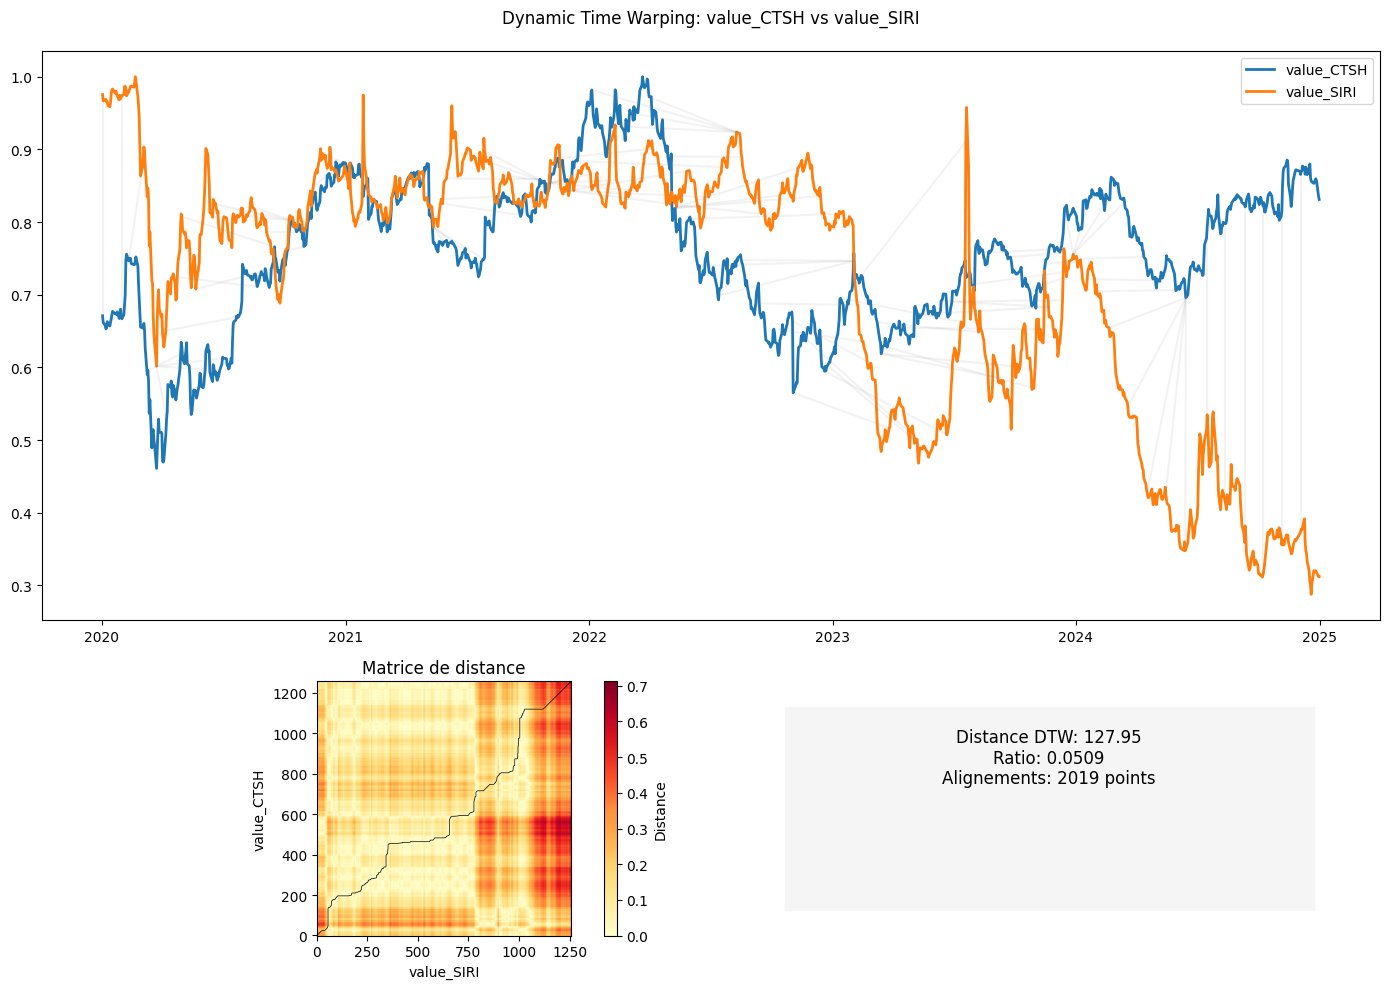 Dynamic Time Warping: value_CTSH vs value_SIRI
value_CTSH
value_SIRI
1.0
0.9
0.8
0.7
0.6
0.5
0.4
0.3
2020 2021 2022 2023 2024 2025
Matrice de distance
value_CTSH
1200
1000
800
600
400
200
0
0 250 500 750 1000 1250
value_SIRI
0.7
0.6
0.5
0.4
0.3
0.2
0.1
0.0
Distance
Distance DTW: 127.95
Ratio: 0.0509
Alignements: 2019 points